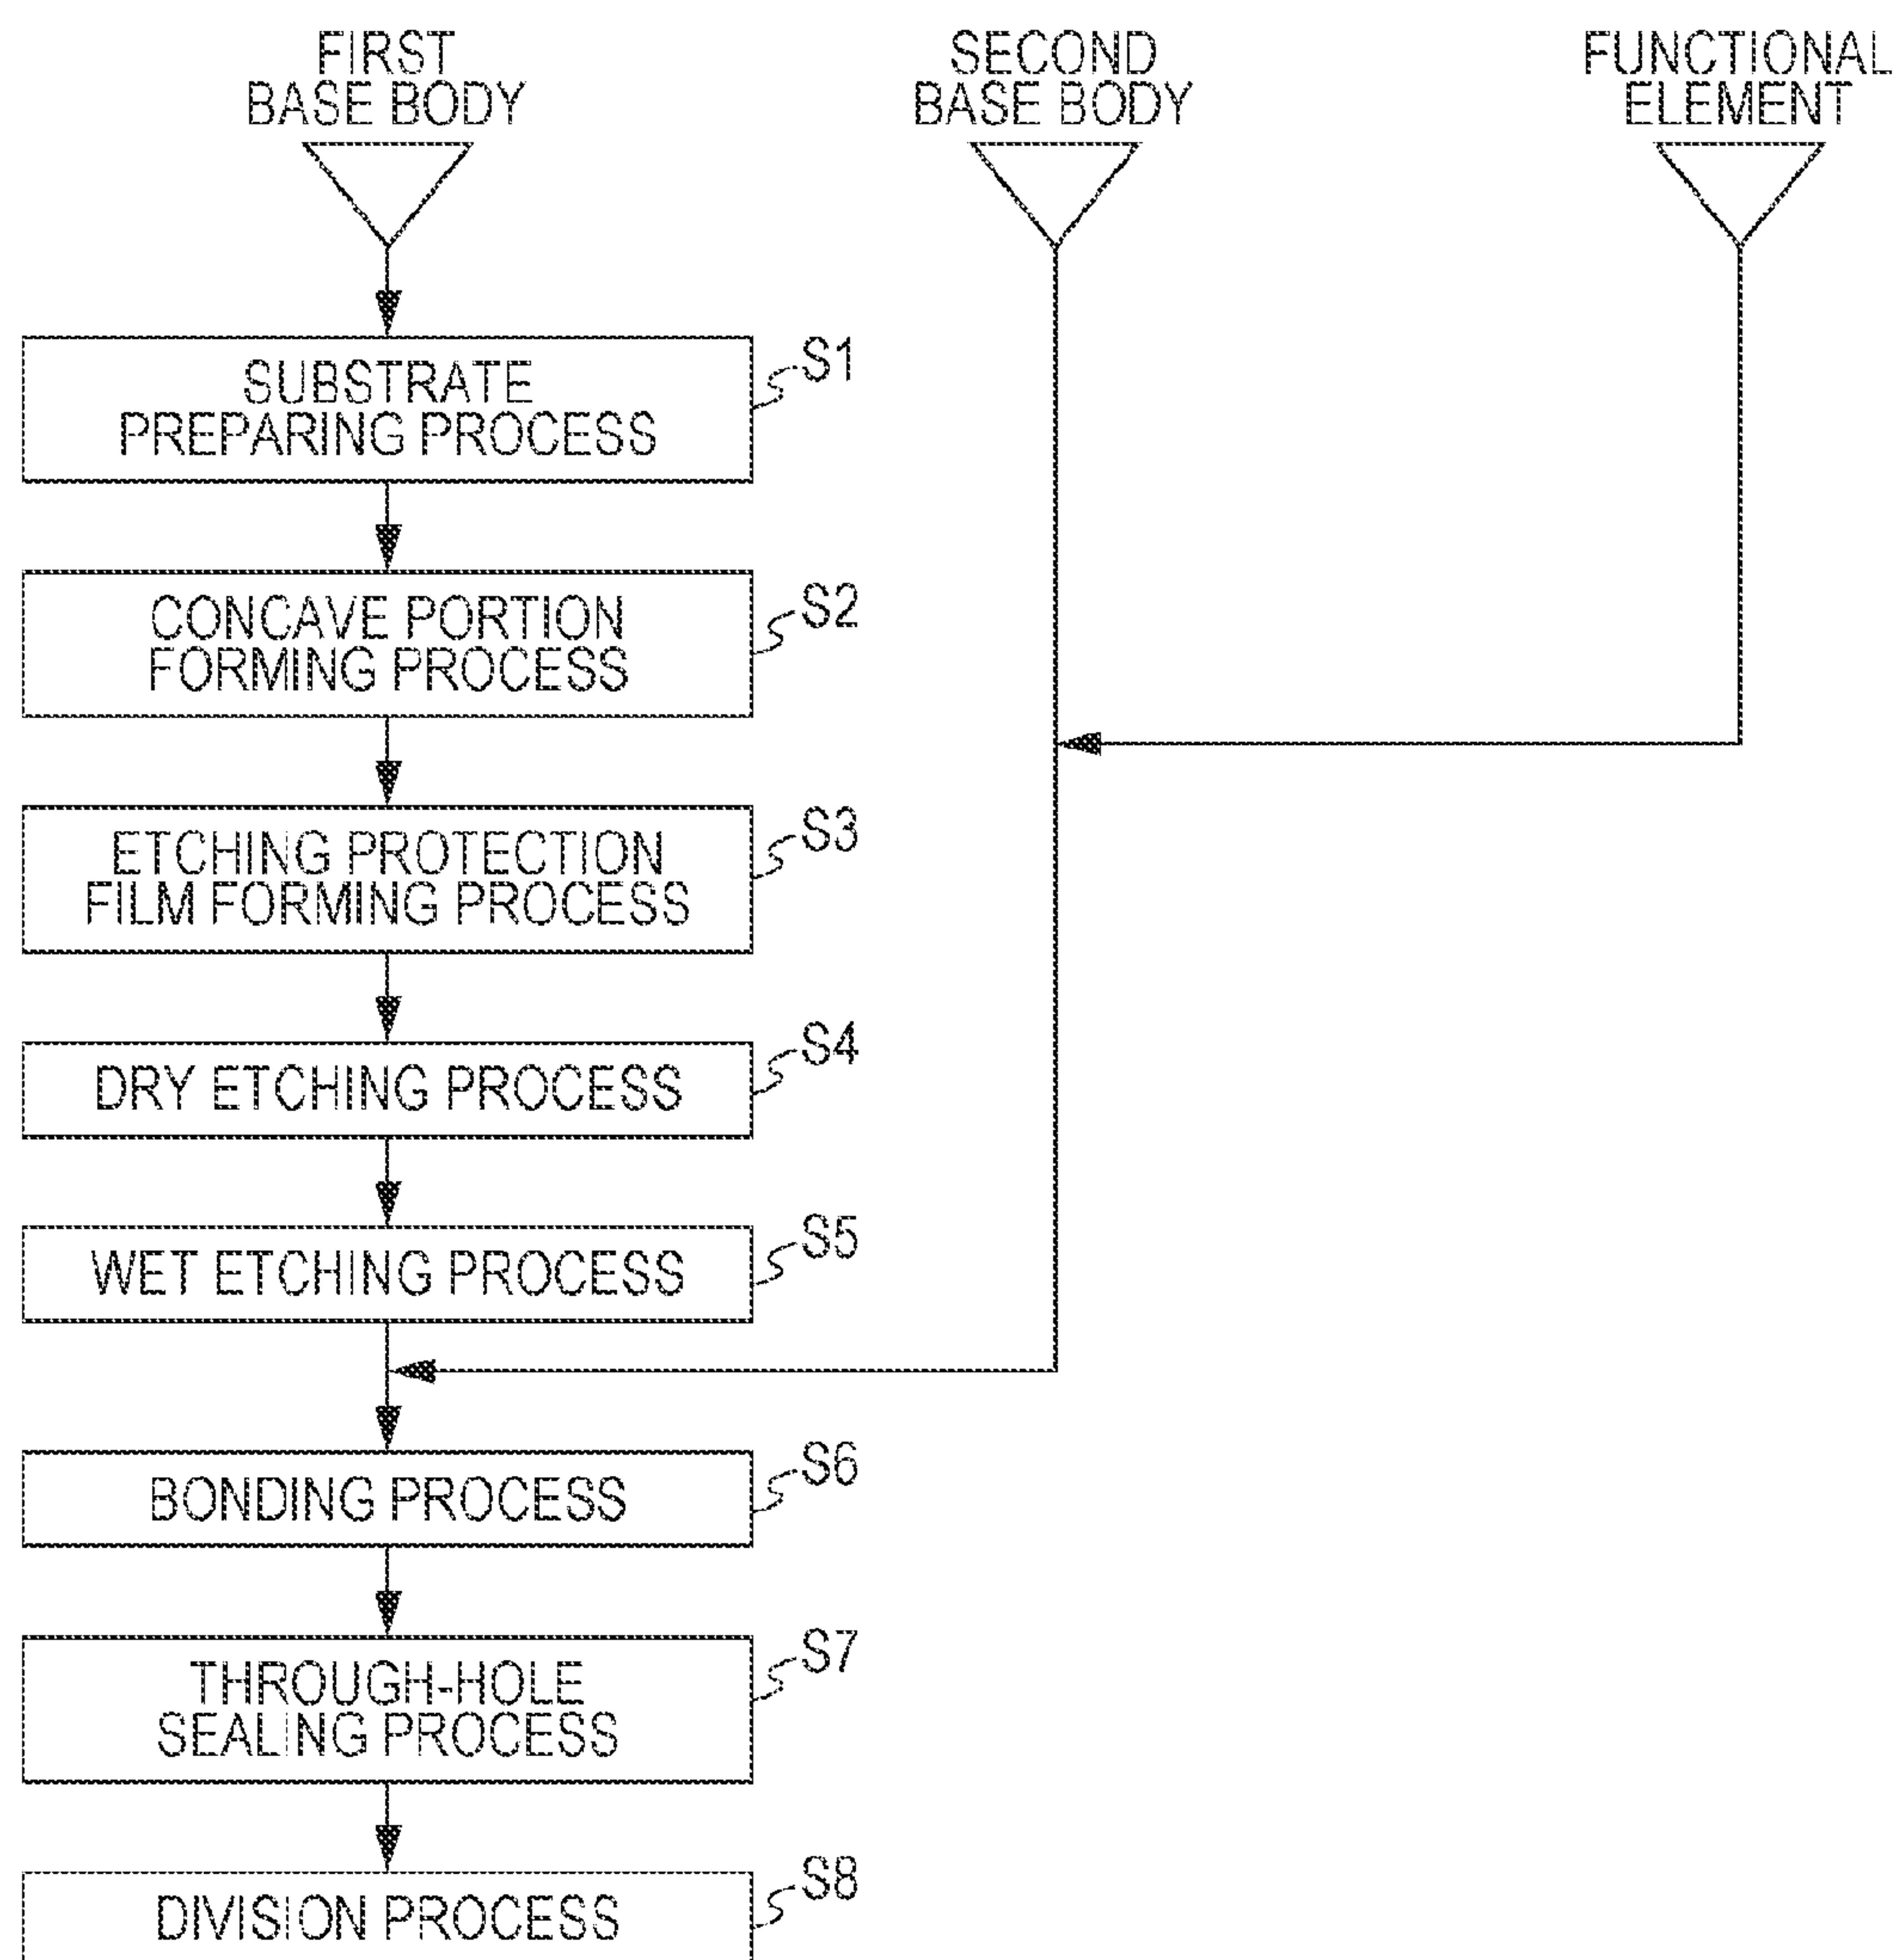 FIRST
BASE BODY
SECOND
BASE BODY
FUNCTIONAL
ELEMENT
SUBSTRATE
PREPARING PROCESS
S1
CONCAVE PORTION
FORMING PROCESS
S2
ETCHING PROTECTION
FILM FORMING PROCESS
S3
DRY ETCHING PROCESS
S4
WET ETCHING PROCESS
S5
BONDING PROCESS
S6
THROUGH-HOLE
SEALING PROCESS
S7
DIVISION PROCESS
S8